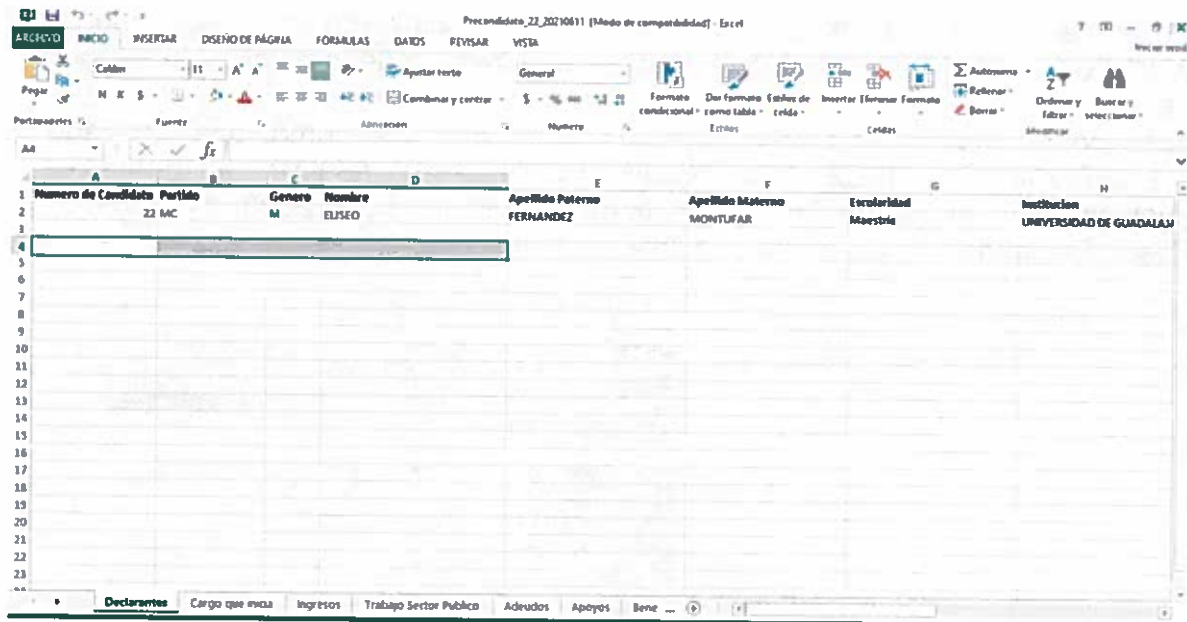 Precandidato_22_20210611 [Modo de compatibilidad] - Excel
ARCHIVO INICIO INSERTAR DISEÑO DE PÁGINA FÓRMULAS DATOS REVISAR VISTA
Calibri 11 Ajustar texto General Σ Autosuma
Pegar N K S Combinar y centrar $ Formato condicional Dar formato como tabla Estilos de celda Insertar Eliminar Formato Rellenar Borrar Ordenar y filtrar Buscar y seleccionar
Portapapeles Fuente Alineación Número Estilos Celdas Modificar
A4 fx
A B C D E F G H
1 Numero de Candidato Partido Genero Nombre Apellido Paterno Apellido Materno Escolaridad Institucion
2 22 MC M ELISEO FERNANDEZ MONTUFAR Maestria UNIVERSIDAD DE GUADALAJ
3
4
5
6
7
8
9
10
11
12
13
14
15
16
17
18
19
20
21
22
23
Declarantes Cargo que inicia Ingresos Trabajo Sector Publico Adeudos Apoyos Bene ...